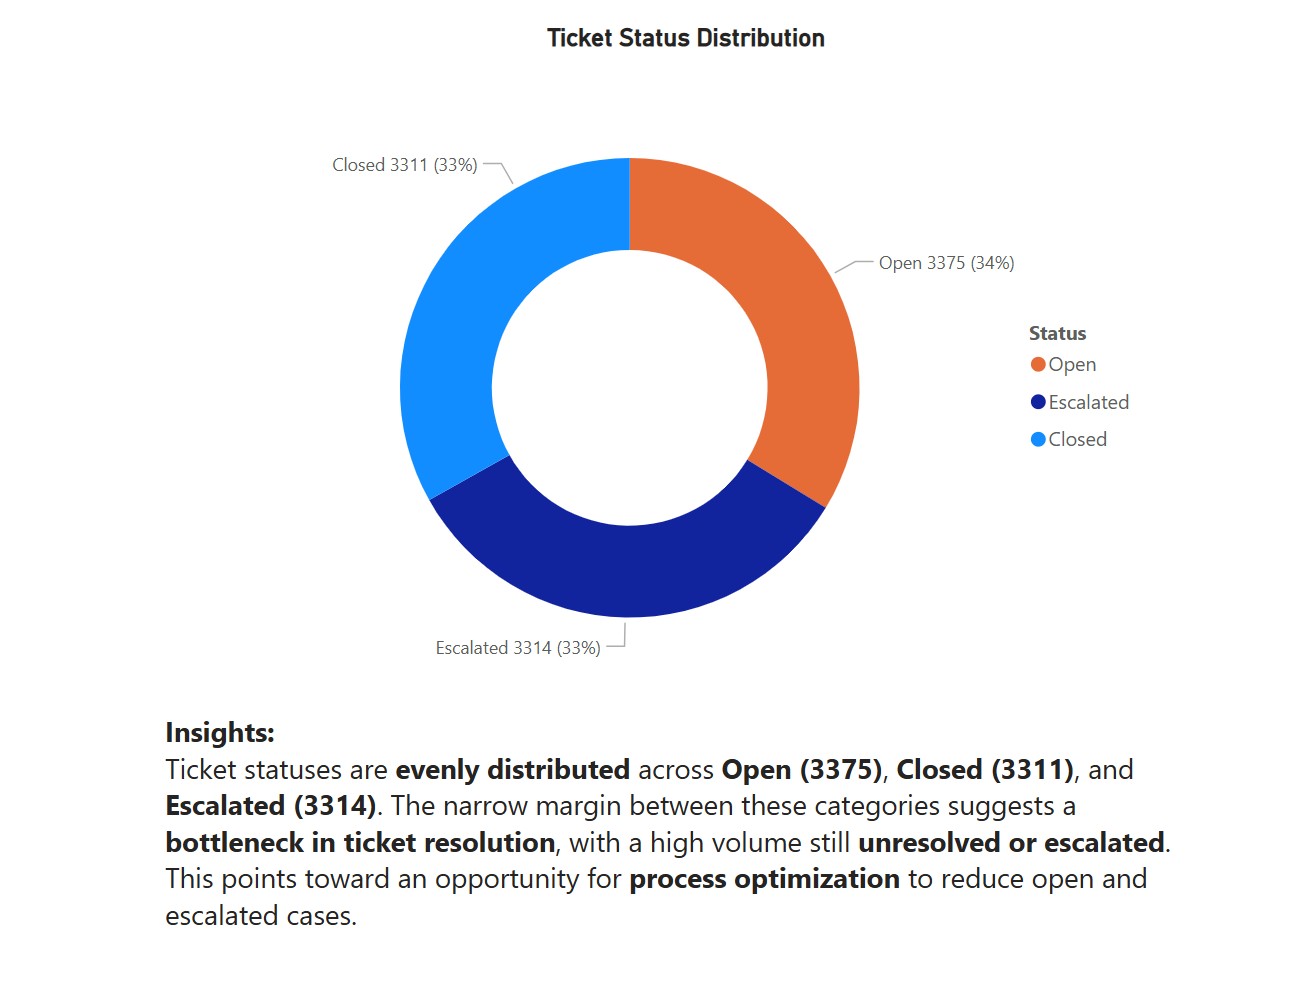 Ticket Status Distribution
Closed 3311 (33%)
Open 3375 (34%)
Status
Open
Escalated
Closed
Escalated 3314 (33%)
Insights:
Ticket statuses are evenly distributed across Open (3375), Closed (3311), and
Escalated (3314). The narrow margin between these categories suggests a
bottleneck in ticket resolution, with a high volume still unresolved or escalated.
This points toward an opportunity for process optimization to reduce open and
escalated cases.